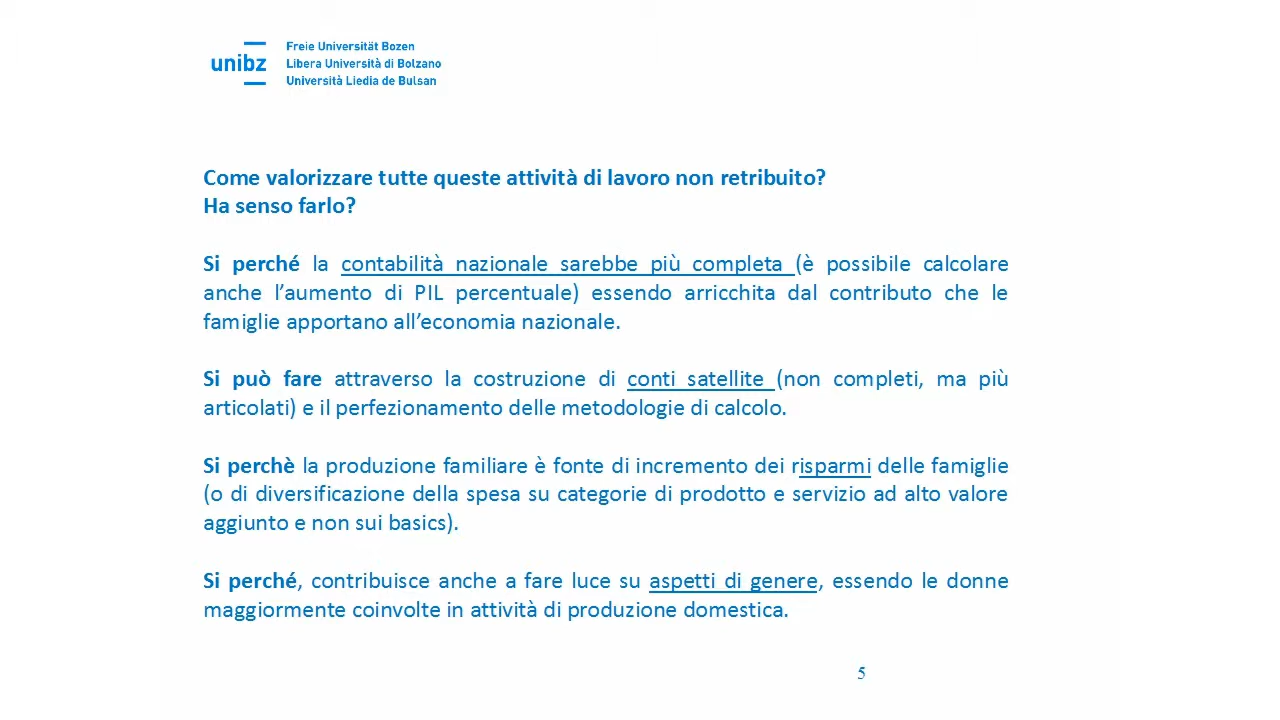 unibz
Freie Universität Bozen
Libera Università di Bolzano
Università Liedia de Bulsan
Come valorizzare tutte queste attività di lavoro non retribuito?
Ha senso farlo?
Si perché la contabilità nazionale sarebbe più completa (è possibile calcolare
anche l’aumento di PIL percentuale) essendo arricchita dal contributo che le
famiglie apportano all’economia nazionale.
Si può fare attraverso la costruzione di conti satellite (non completi, ma più
articolati) e il perfezionamento delle metodologie di calcolo.
Si perchè la produzione familiare è fonte di incremento dei risparmi delle famiglie
(o di diversificazione della spesa su categorie di prodotto e servizio ad alto valore
aggiunto e non sui basics).
Si perché, contribuisce anche a fare luce su aspetti di genere, essendo le donne
maggiormente coinvolte in attività di produzione domestica.
5